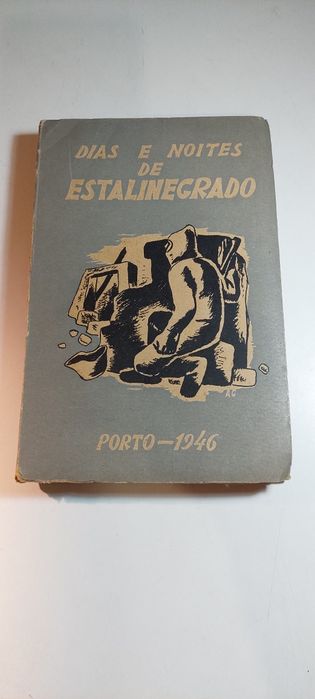 DIAS E NOITES
DE
ESTALINEGRADO
PORTO-1946